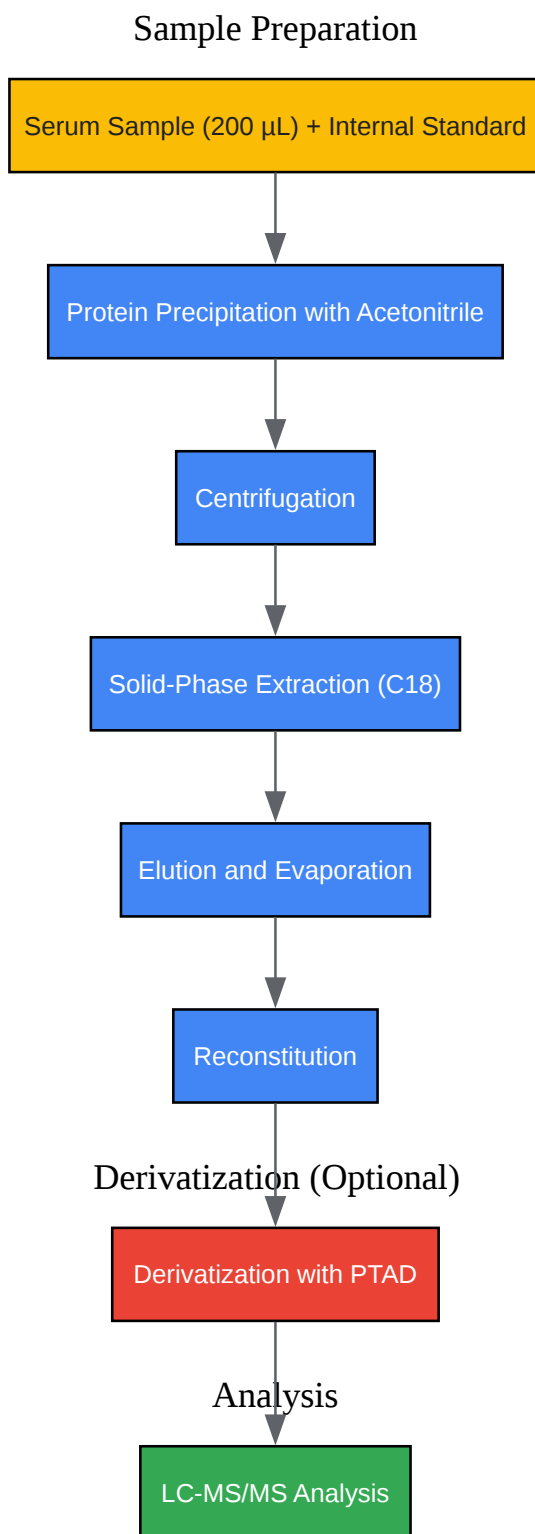 Sample Preparation
Serum Sample (200 µL) + Internal Standard
Protein Precipitation with Acetonitrile
Centrifugation
Solid-Phase Extraction (C18)
Elution and Evaporation
Reconstitution
Derivatization (Optional)
Derivatization with PTAD
Analysis
LC-MS/MS Analysis